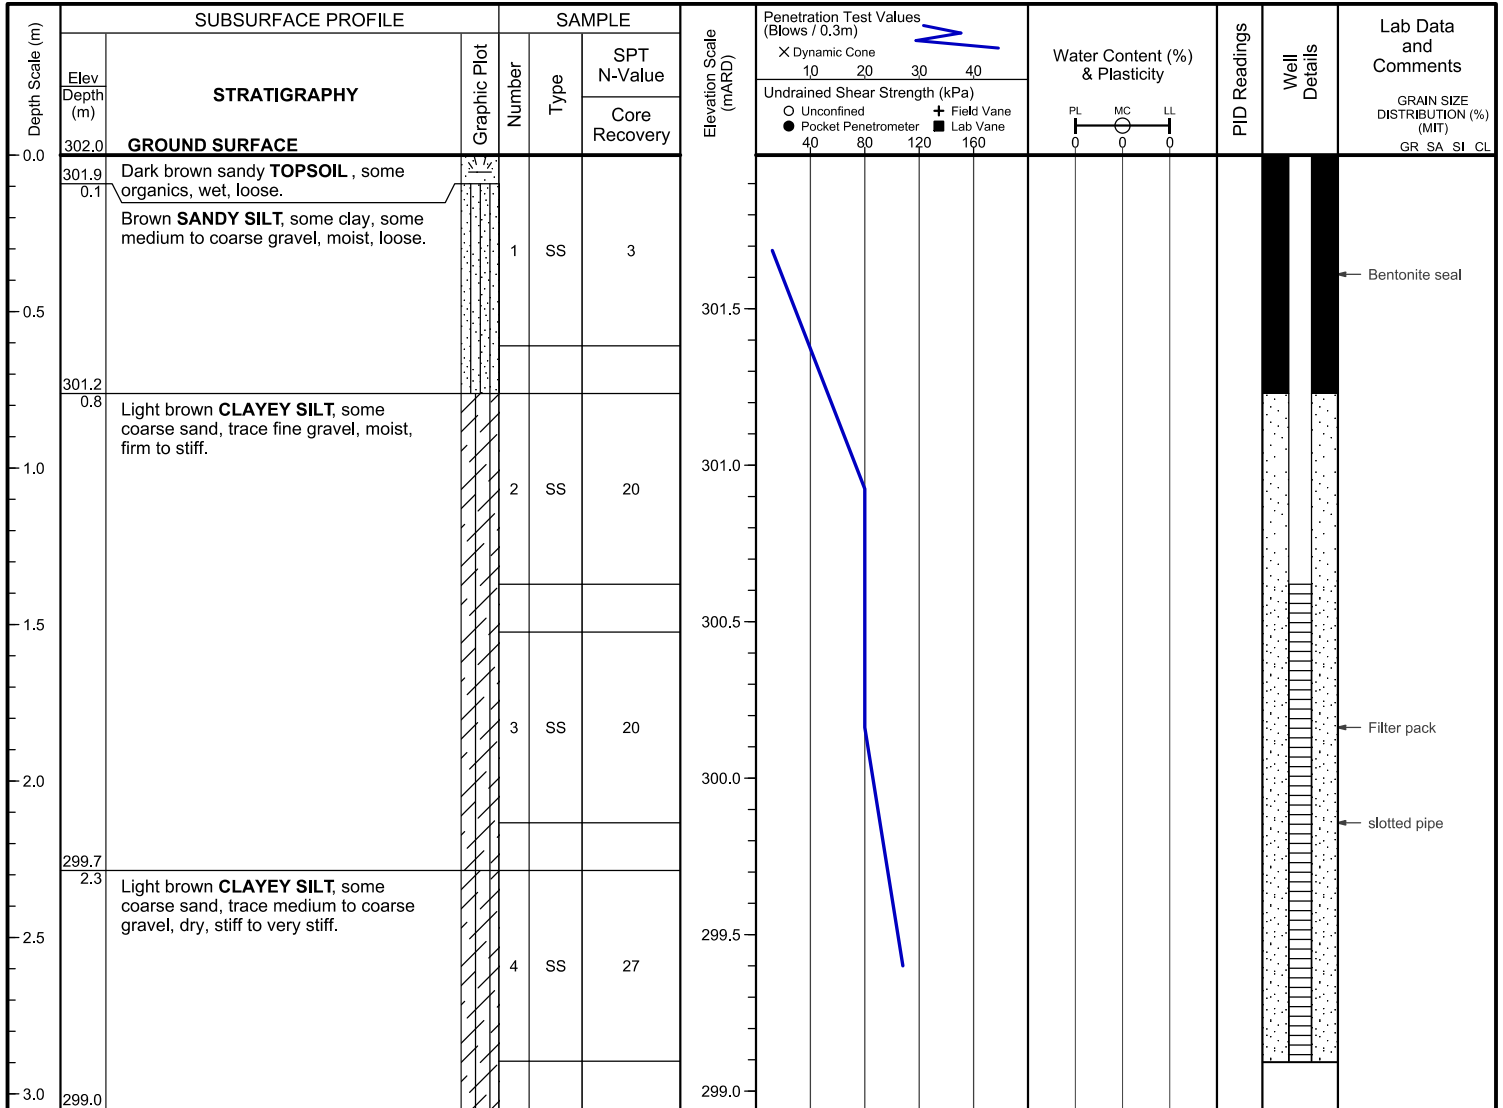 SUBSURFACE PROFILE
SAMPLE
Depth Scale (m)
Elev
Depth
(m)
STRATIGRAPHY
Graphic Plot
Number
Type
SPT
N-Value
Core
Recovery
Elevation Scale
(mARD)
Penetration Test Values
(Blows / 0.3m)
× Dynamic Cone
10 20 30 40
Undrained Shear Strength (kPa)
Unconfined + Field Vane
Pocket Penetrometer Lab Vane
40 80 120 160
Water Content (%)
& Plasticity
PL MC LL
0 0 0
PID Readings
Well
Details
Lab Data
and
Comments
GRAIN SIZE
DISTRIBUTION (%)
(MIT)
GR SA SI CL
302.0 GROUND SURFACE
0.0
301.9
0.1
Dark brown sandy TOPSOIL , some
organics, wet, loose.
Brown SANDY SILT, some clay, some
medium to coarse gravel, moist, loose.
1 SS 3
Bentonite seal
0.5
301.5
301.2
0.8
Light brown CLAYEY SILT, some
coarse sand, trace fine gravel, moist,
firm to stiff.
1.0
301.0
2 SS 20
1.5
300.5
3 SS 20
Filter pack
2.0
300.0
slotted pipe
299.7
2.3
Light brown CLAYEY SILT, some
coarse sand, trace medium to coarse
gravel, dry, stiff to very stiff.
2.5
299.5
4 SS 27
3.0
299.0
299.0